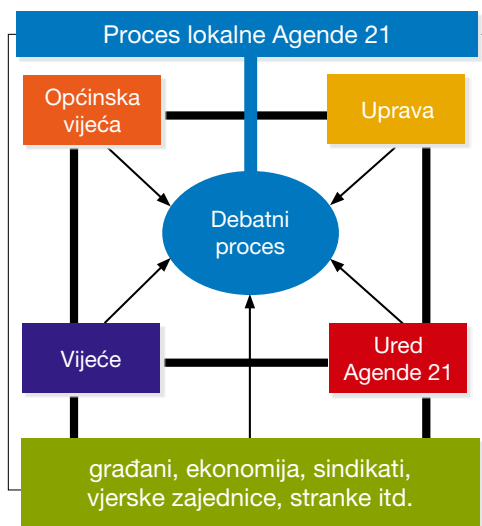 Proces lokalne Agende 21
Općinska
vijeća
Uprava
Debatni
proces
Vijeće
Ured
Agende 21
građani, ekonomija, sindikati,
vjerske zajednice, stranke itd.